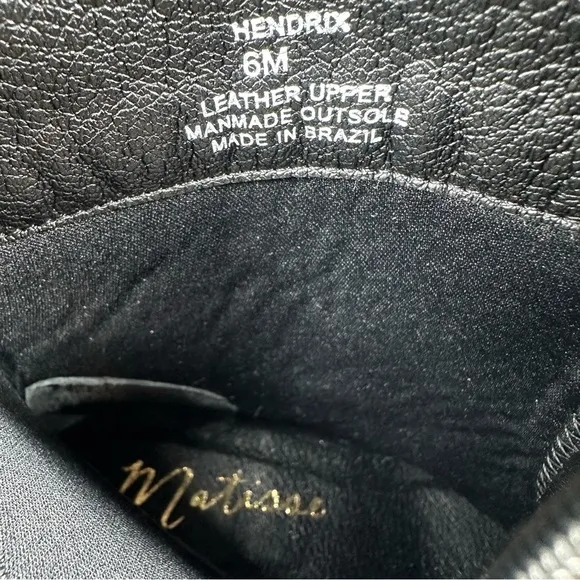 HENDRIX
6M
LEATHER UPPER
MANMADE OUTSOLE
MADE IN BRAZIL
Matisse